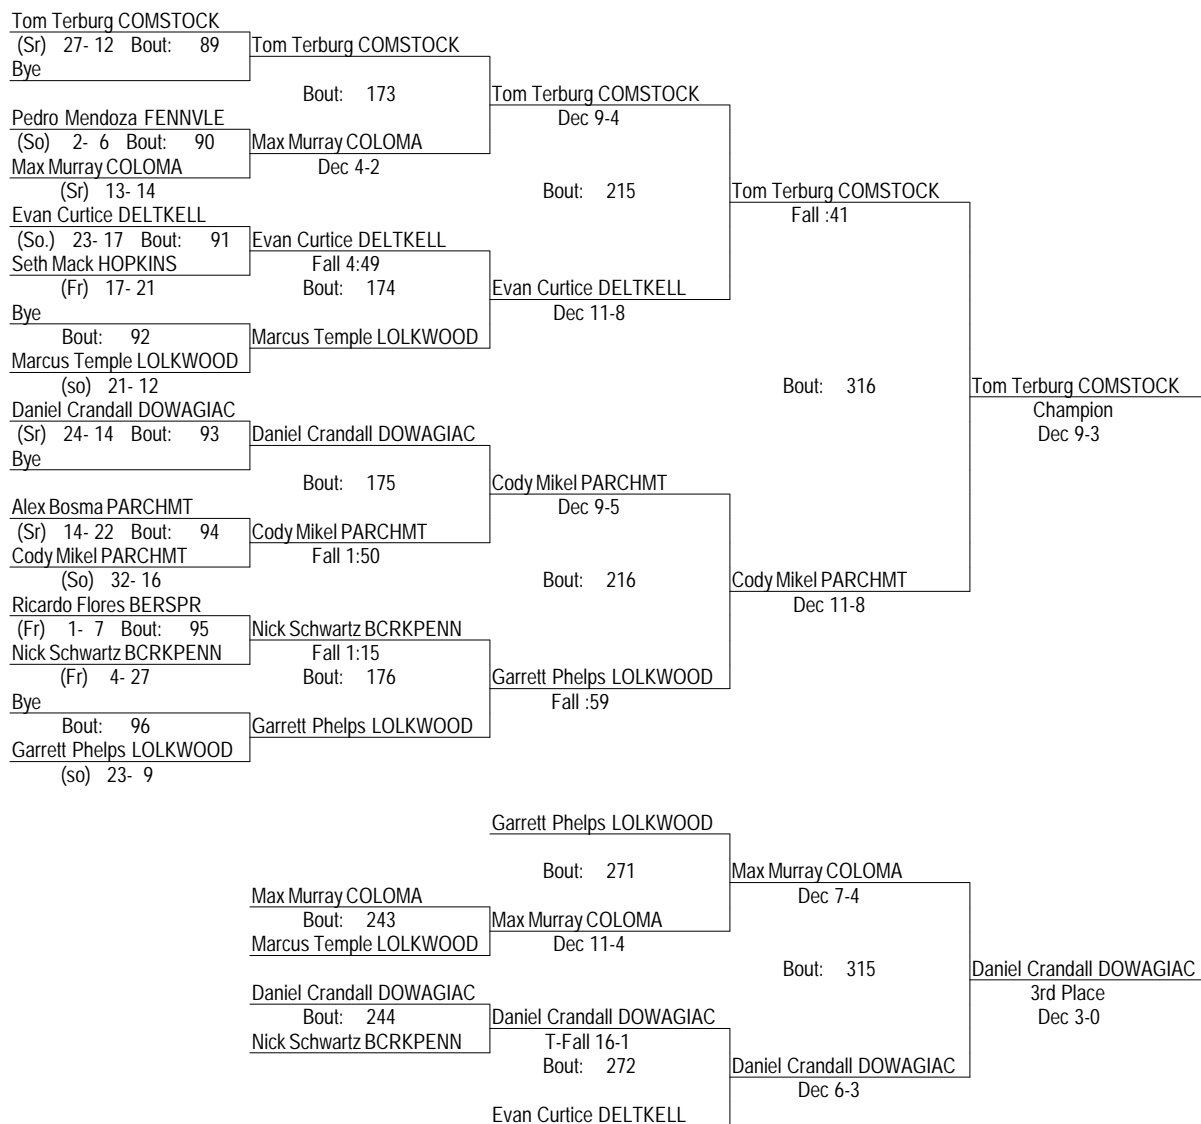 Tom Terburg COMSTOCK
(Sr) 27- 12 Bout: 89
Bye
Tom Terburg COMSTOCK
Bout: 173
Pedro Mendoza FENNVLE
(So) 2- 6 Bout: 90
Max Murray COLOMA
(Sr) 13- 14
Max Murray COLOMA
Dec 4-2
Tom Terburg COMSTOCK
Dec 9-4
Bout: 215
Evan Curtice DELTKELL
(So.) 23- 17 Bout: 91
Seth Mack HOPKINS
(Fr) 17- 21
Evan Curtice DELTKELL
Fall 4:49
Bout: 174
Bye
Bout: 92
Marcus Temple LOLKWOOD
(so) 21- 12
Marcus Temple LOLKWOOD
Evan Curtice DELTKELL
Dec 11-8
Tom Terburg COMSTOCK
Fall :41
Bout: 316
Tom Terburg COMSTOCK
Champion
Dec 9-3
Daniel Crandall DOWAGIAC
(Sr) 24- 14 Bout: 93
Bye
Daniel Crandall DOWAGIAC
Bout: 175
Alex Bosma PARCHMT
(Sr) 14- 22 Bout: 94
Cody Mikel PARCHMT
(So) 32- 16
Cody Mikel PARCHMT
Fall 1:50
Cody Mikel PARCHMT
Dec 9-5
Bout: 216
Ricardo Flores BERSPR
(Fr) 1- 7 Bout: 95
Nick Schwartz BCRKPENN
(Fr) 4- 27
Nick Schwartz BCRKPENN
Fall 1:15
Bout: 176
Bye
Bout: 96
Garrett Phelps LOLKWOOD
(so) 23- 9
Garrett Phelps LOLKWOOD
Garrett Phelps LOLKWOOD
Fall :59
Cody Mikel PARCHMT
Dec 11-8
Garrett Phelps LOLKWOOD
Bout: 271
Max Murray COLOMA
Bout: 243
Marcus Temple LOLKWOOD
Max Murray COLOMA
Dec 11-4
Max Murray COLOMA
Dec 7-4
Bout: 315
Daniel Crandall DOWAGIAC
3rd Place
Dec 3-0
Daniel Crandall DOWAGIAC
Bout: 244
Nick Schwartz BCRKPENN
Daniel Crandall DOWAGIAC
T-Fall 16-1
Bout: 272
Daniel Crandall DOWAGIAC
Dec 6-3
Evan Curtice DELTKELL